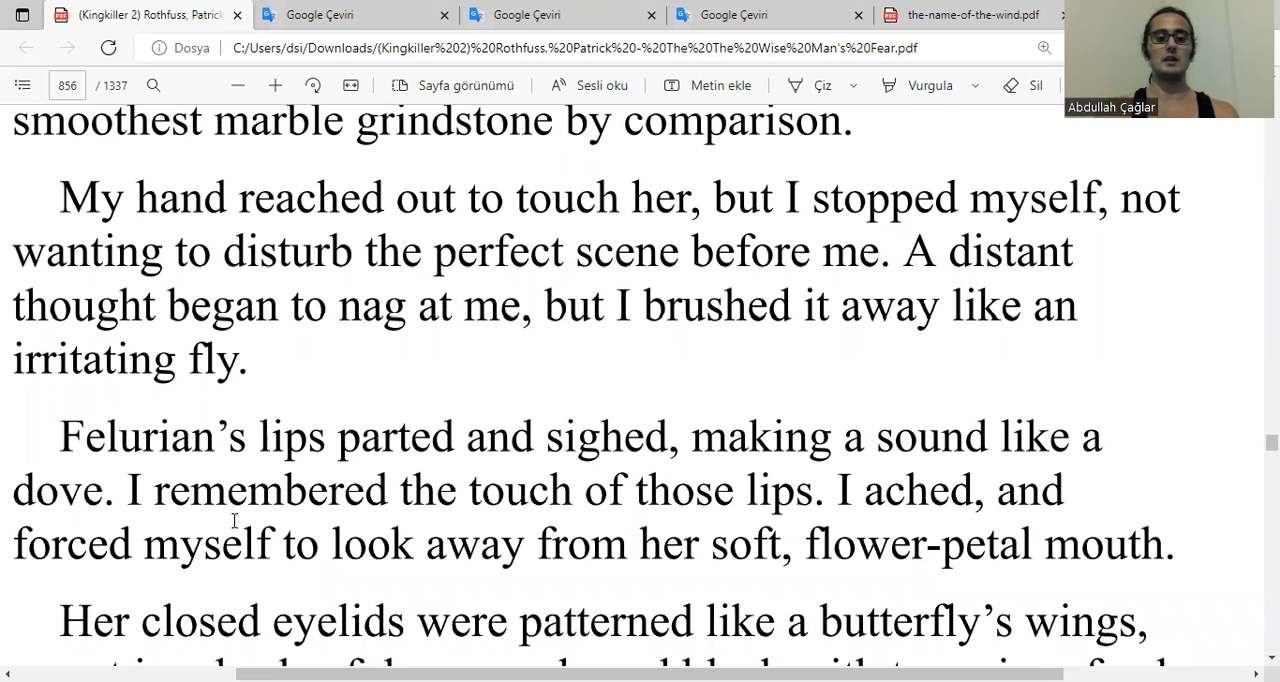 (Kingkiller 2) Rothfuss, Patrick
Google Çeviri
Google Çeviri
Google Çeviri
the-name-of-the-wind.pdf
Dosya
C:/Users/dsi/Downloads/(Kingkiller%202)%20Rothfuss,%20Patrick%20-%20The%20The%20Wise%20Man's%20Fear.pdf
856 / 1337
Sayfa görünümü
Sesli oku
Metin ekle
Çiz
Vurgula
Sil
Abdullah Çağlar
smoothest marble grindstone by comparison.
My hand reached out to touch her, but I stopped myself, not
wanting to disturb the perfect scene before me. A distant
thought began to nag at me, but I brushed it away like an
irritating fly.
Felurian’s lips parted and sighed, making a sound like a
dove. I remembered the touch of those lips. I ached, and
forced myself to look away from her soft, flower-petal mouth.
Her closed eyelids were patterned like a butterfly’s wings,